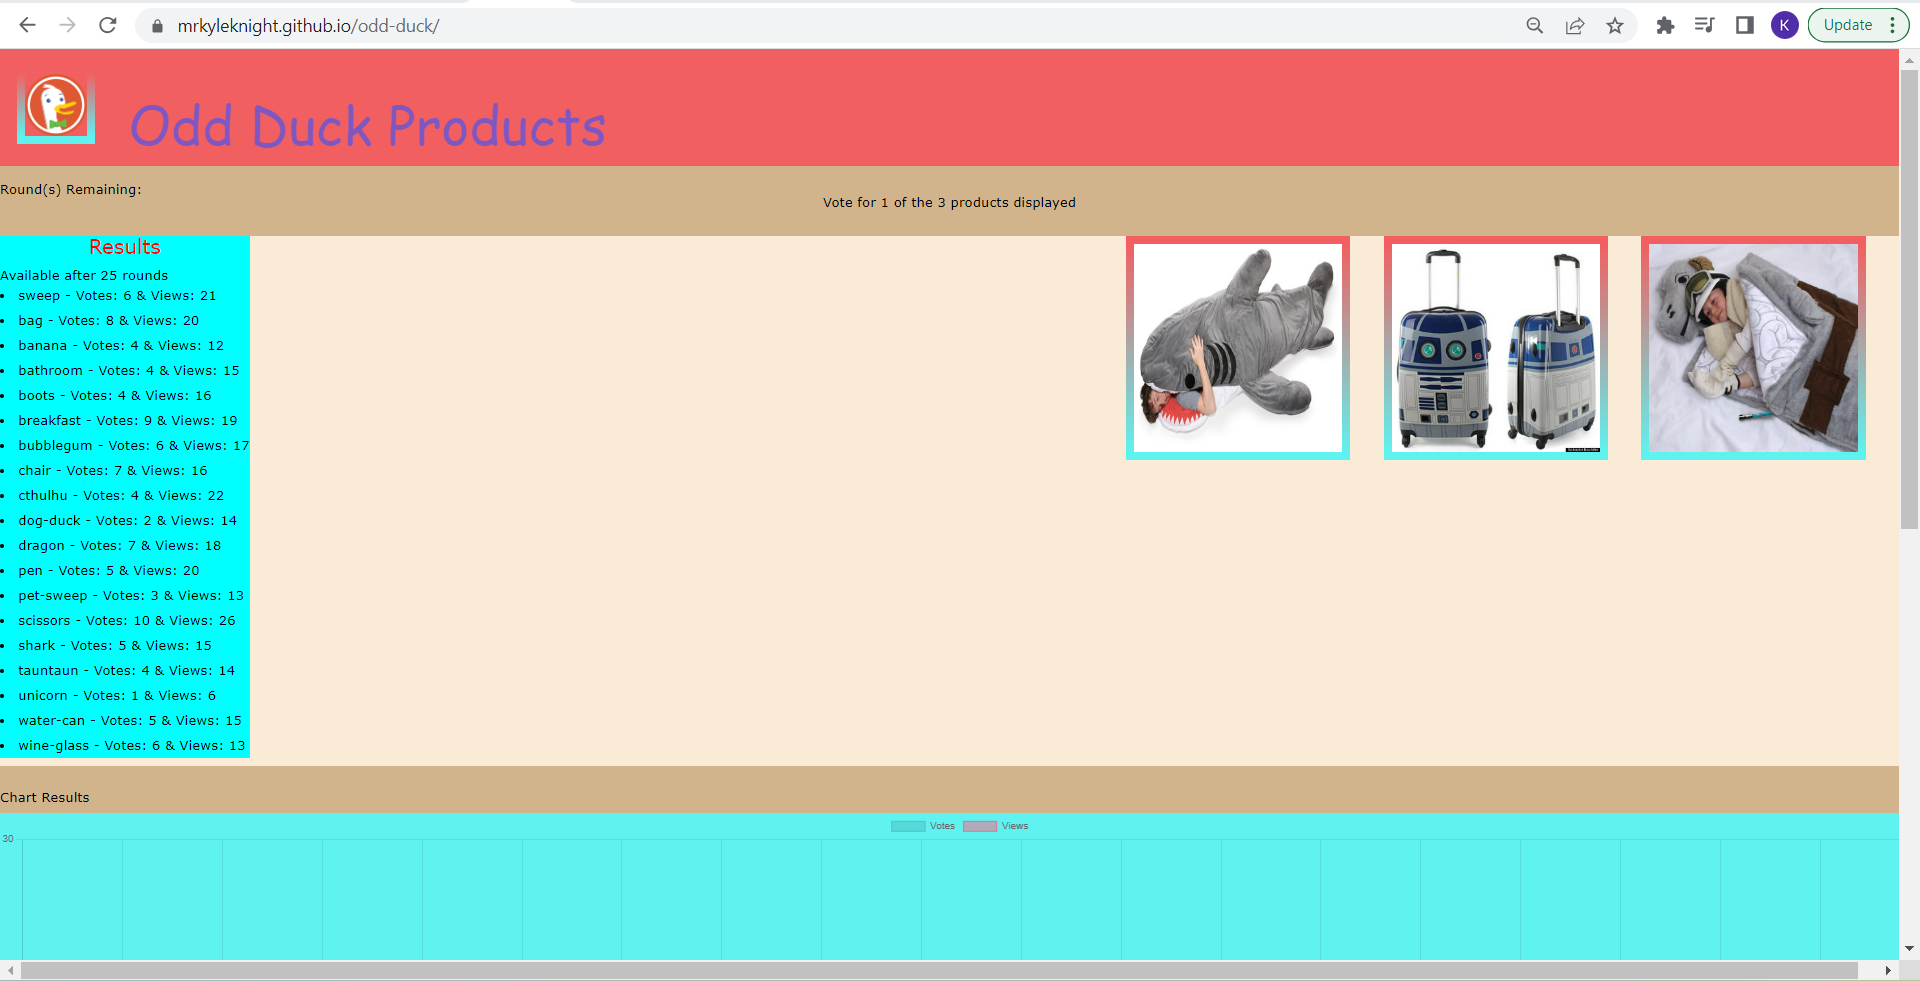 mrkyleknight.github.io/odd-duck/
K
Update
Odd Duck Products
Round(s) Remaining:
Vote for 1 of the 3 products displayed
Results
Available after 25 rounds
sweep - Votes: 6 & Views: 21
bag - Votes: 8 & Views: 20
banana - Votes: 4 & Views: 12
bathroom - Votes: 4 & Views: 15
boots - Votes: 4 & Views: 16
breakfast - Votes: 9 & Views: 19
bubblegum - Votes: 6 & Views: 17
chair - Votes: 7 & Views: 16
cthulhu - Votes: 4 & Views: 22
dog-duck - Votes: 2 & Views: 14
dragon - Votes: 7 & Views: 18
pen - Votes: 5 & Views: 20
pet-sweep - Votes: 3 & Views: 13
scissors - Votes: 10 & Views: 26
shark - Votes: 5 & Views: 15
tauntaun - Votes: 4 & Views: 14
unicorn - Votes: 1 & Views: 6
water-can - Votes: 5 & Views: 15
wine-glass - Votes: 6 & Views: 13
Chart Results
Votes
Views
30